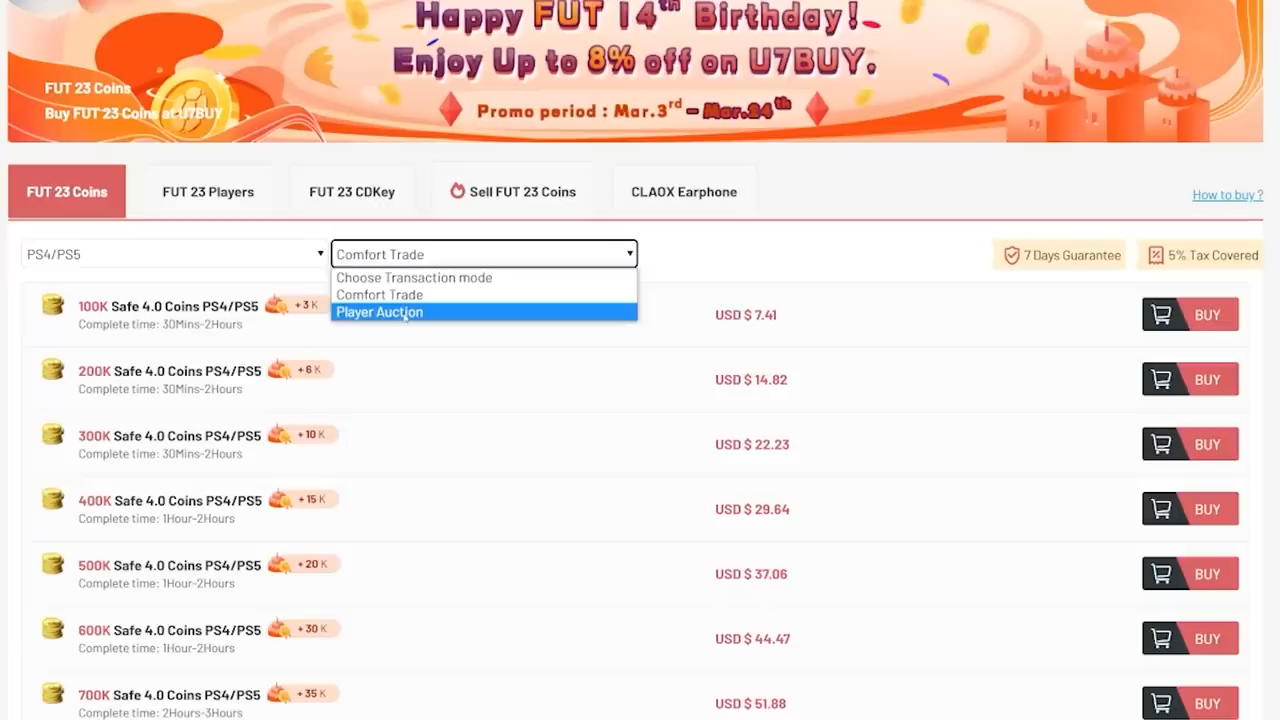 Happy FUT 14th Birthday!
Enjoy Up to 8% off on U7BUY.
FUT 23 Coins
Buy FUT 23 Coins at U7BUY
Promo period : Mar.3rd – Mar.24th
FUT 23 Coins
FUT 23 Players
FUT 23 CDKey
Sell FUT 23 Coins
CLAOX Earphone
How to buy ?
PS4/PS5
Comfort Trade
7 Days Guarantee
5% Tax Covered
Choose Transaction mode
Comfort Trade
Player Auction
100K Safe 4.0 Coins PS4/PS5 +3 K
Complete time: 30Mins-2Hours
USD $ 7.41
BUY
200K Safe 4.0 Coins PS4/PS5 +6 K
Complete time: 30Mins-2Hours
USD $ 14.82
BUY
300K Safe 4.0 Coins PS4/PS5 +10 K
Complete time: 30Mins-2Hours
USD $ 22.23
BUY
400K Safe 4.0 Coins PS4/PS5 +15 K
Complete time: 1Hour-2Hours
USD $ 29.64
BUY
500K Safe 4.0 Coins PS4/PS5 +20 K
Complete time: 1Hour-2Hours
USD $ 37.06
BUY
600K Safe 4.0 Coins PS4/PS5 +30 K
Complete time: 1Hour-2Hours
USD $ 44.47
BUY
700K Safe 4.0 Coins PS4/PS5 +35 K
Complete time: 2Hours-3Hours
USD $ 51.88
BUY